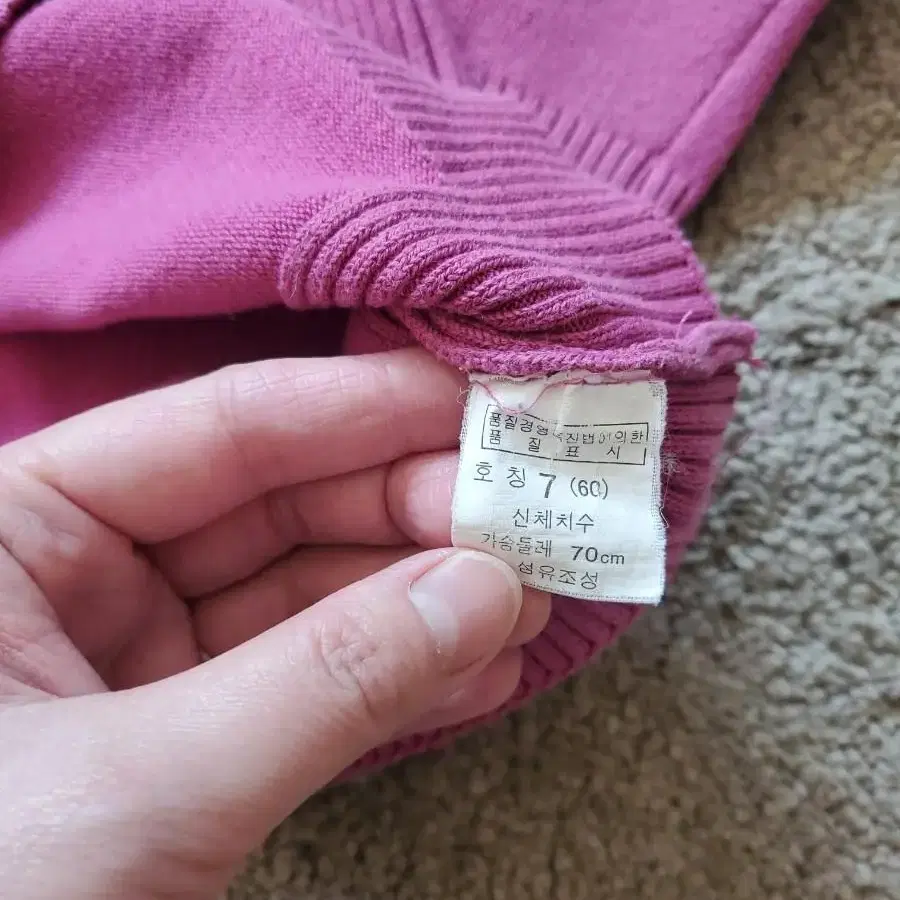 품질경영촉진법에의한
품 질 표 시
호 칭 7 (60)
신체치수
가슴둘레 70cm
섬유조성